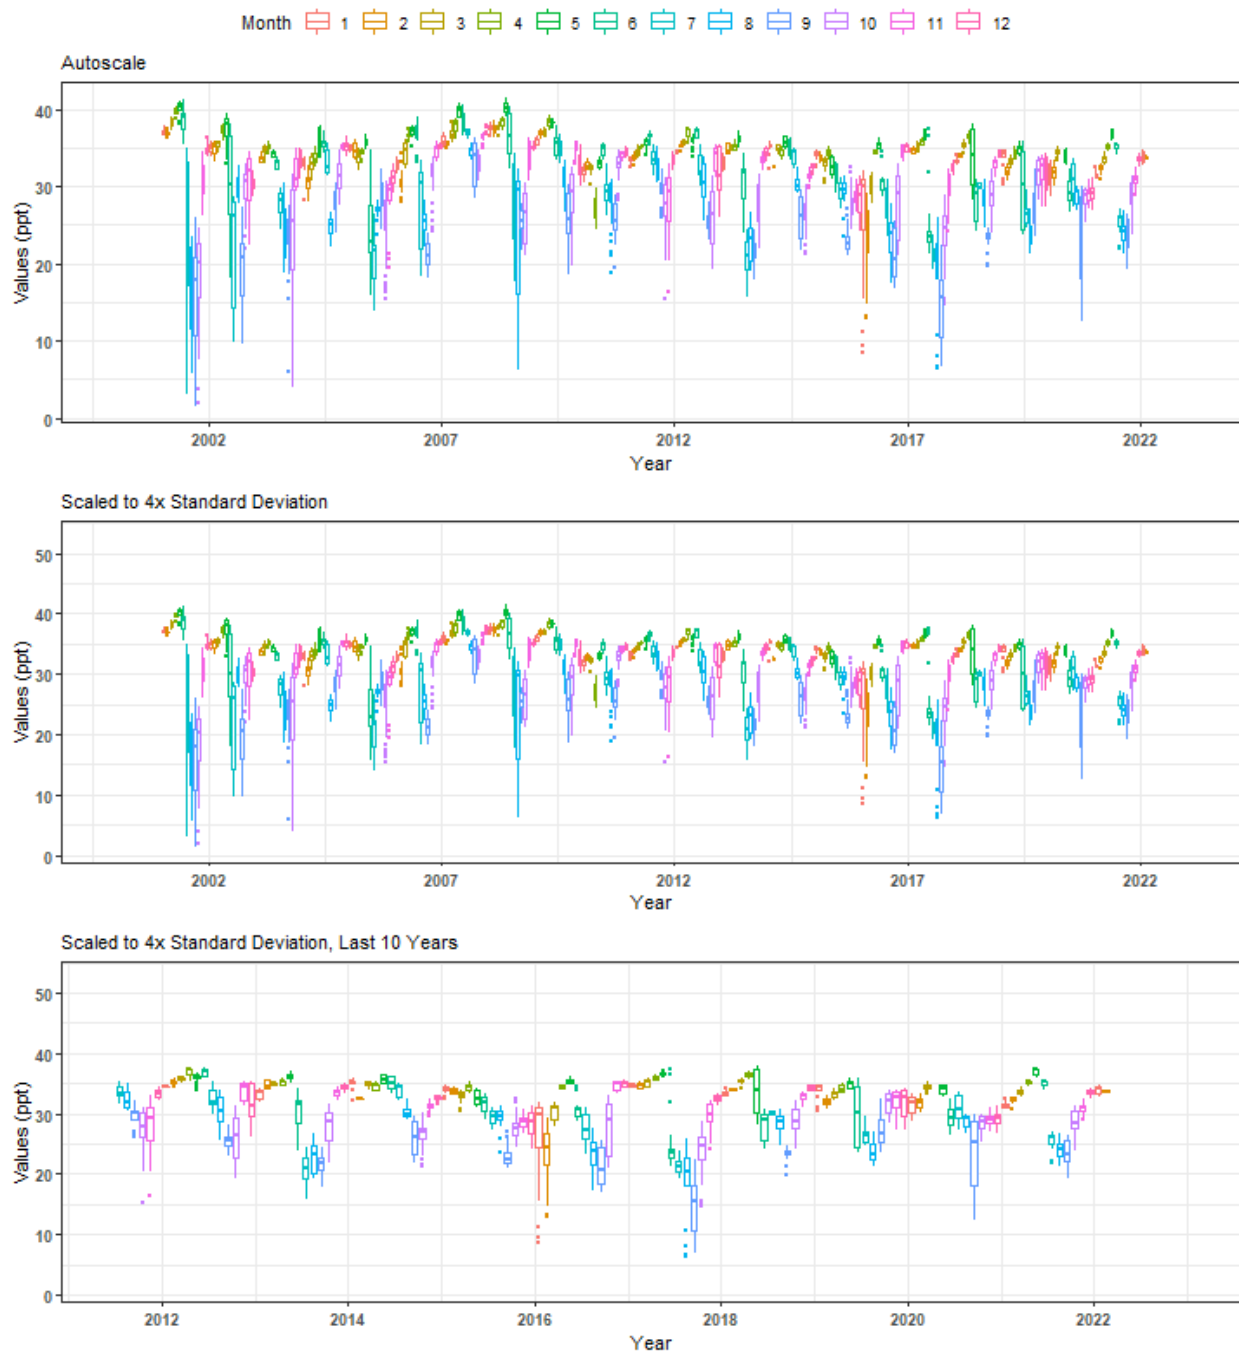 Month 1 2 3 4 5 6 7 8 9 10 11 12
Autoscale
40
30
20
10
0
Values (ppt)
2002 2007 2012 2017 2022
Year
Scaled to 4x Standard Deviation
50
40
30
20
10
0
Values (ppt)
2002 2007 2012 2017 2022
Year
Scaled to 4x Standard Deviation, Last 10 Years
50
40
30
20
10
0
Values (ppt)
2012 2014 2016 2018 2020 2022
Year